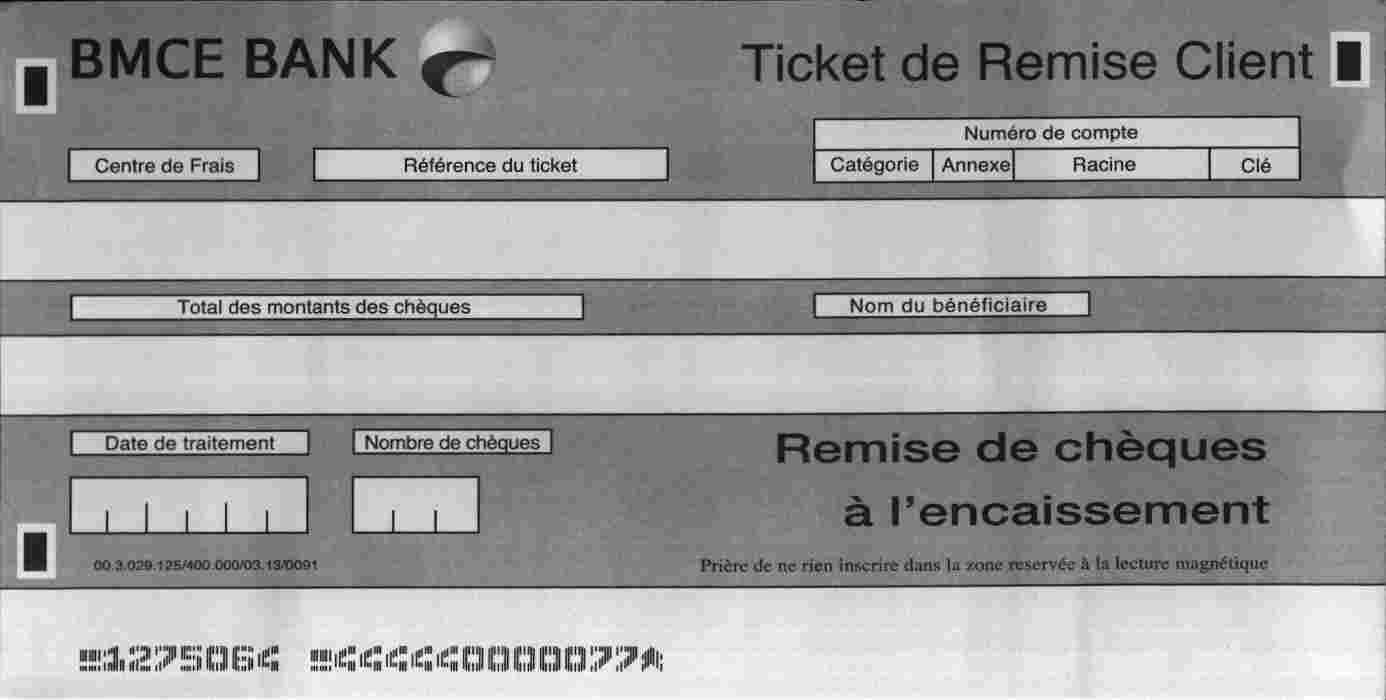 BMCE BANK
Ticket de Remise Client
Numéro de compte
Centre de Frais
Référence du ticket
Catégorie Annexe Racine Clé
Total des montants des chèques
Nom du bénéficiaire
Date de traitement
Nombre de chèques
Remise de chèques
à l'encaissement
00.3.029.125/400.000/03.13/0091
Prière de ne rien inscrire dans la zone reservée à la lecture magnétique
1275064 0000077